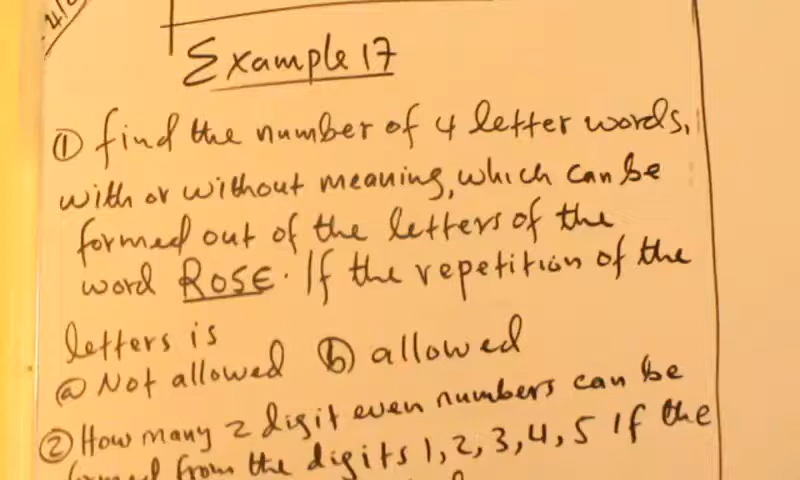 Example 17
① find the number of 4 letter words,
with or without meaning, which can be
formed out of the letters of the
word ROSE. If the repetition of the
letters is
ⓐ Not allowed ⓑ allowed
② How many 2 digit even numbers can be
formed from the digits 1, 2, 3, 4, 5 If the